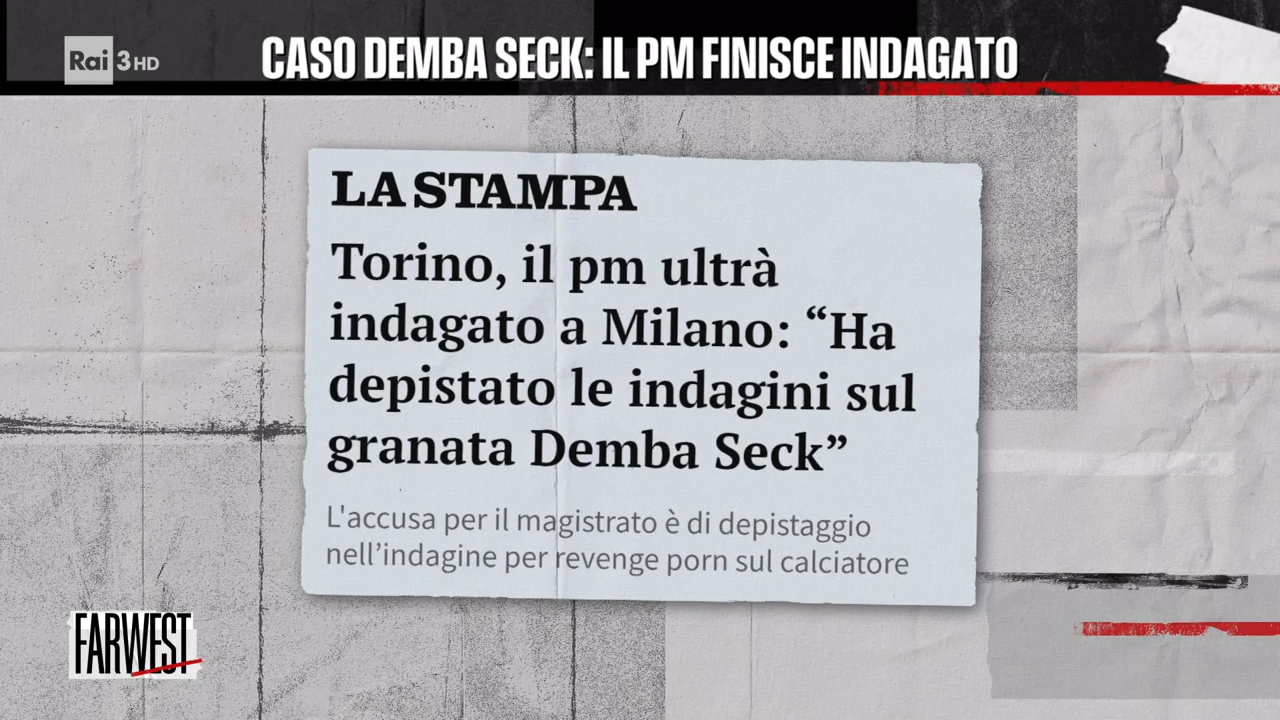 Rai 3HD
CASO DEMBA SECK: IL PM FINISCE INDAGATO
LA STAMPA
Torino, il pm ultrà
indagato a Milano: “Ha
depistato le indagini sul
granata Demba Seck”
L'accusa per il magistrato è di depistaggio
nell’indagine per revenge porn sul calciatore
FARWEST